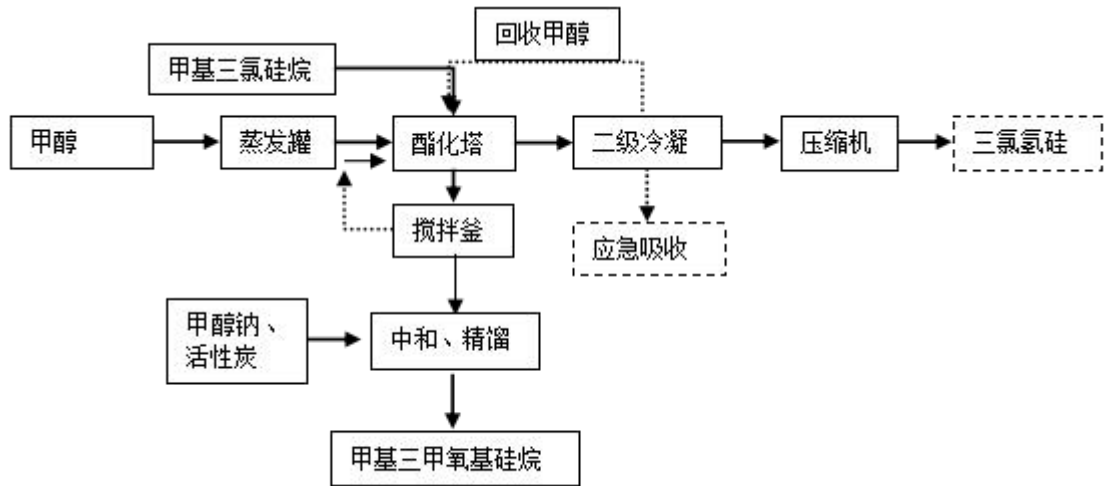 回收甲醇
甲基三氯硅烷
甲醇
蒸发罐
酯化塔
二级冷凝
压缩机
三氯氢硅
搅拌釜
应急吸收
甲醇钠、
活性炭
中和、精馏
甲基三甲氧基硅烷